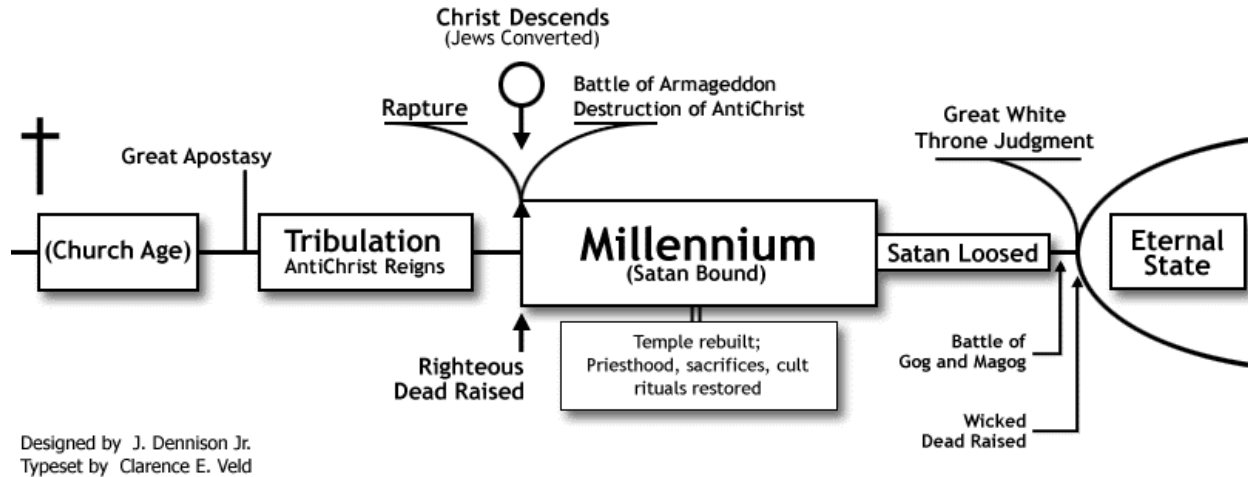 Christ Descends
(Jews Converted)
Rapture
Battle of Armageddon
Destruction of AntiChrist
Great White
Throne Judgment
Great Apostasy
(Church Age)
Tribulation
AntiChrist Reigns
Millennium
(Satan Bound)
Satan Loosed
Eternal
State
Righteous
Dead Raised
Temple rebuilt;
Priesthood, sacrifices, cult
rituals restored
Battle of
Gog and Magog
Wicked
Dead Raised
Designed by J. Dennison Jr.
Typeset by Clarence E. Veld